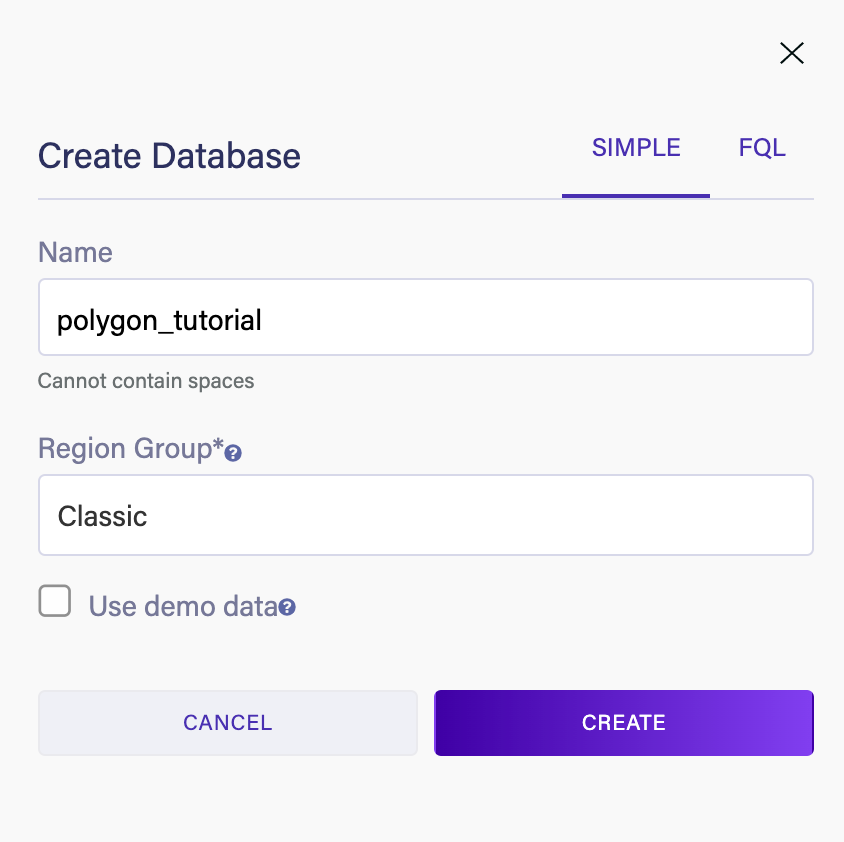 Create Database
SIMPLE
FQL
Name
polygon_tutorial
Cannot contain spaces
Region Group*?
Classic
Use demo data?
CANCEL
CREATE